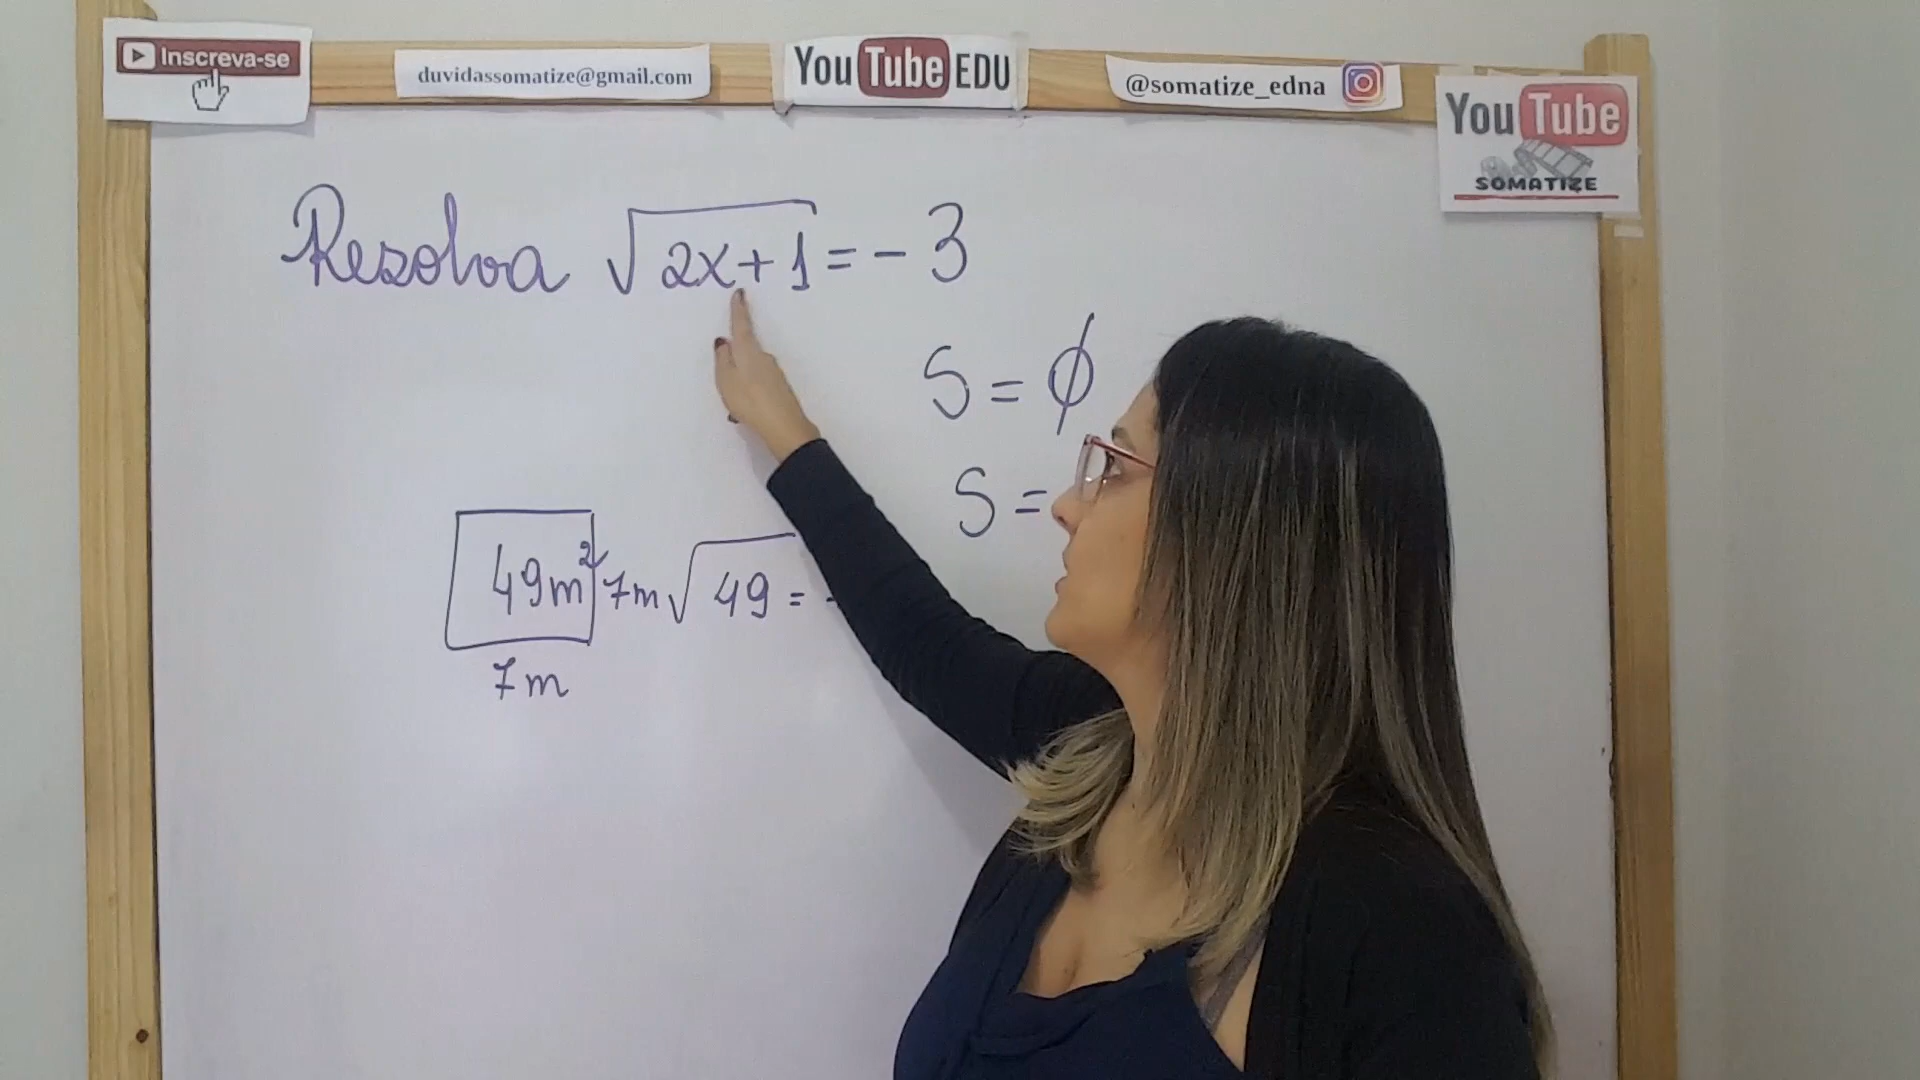 Inscreva-se
duvidassomatize@gmail.com
YouTube EDU
@somatize_edna
YouTube
SOMATIZE
Resolva √2x+1 = - 3
S = ∅
S =
49m² 7m √49 = -
7m